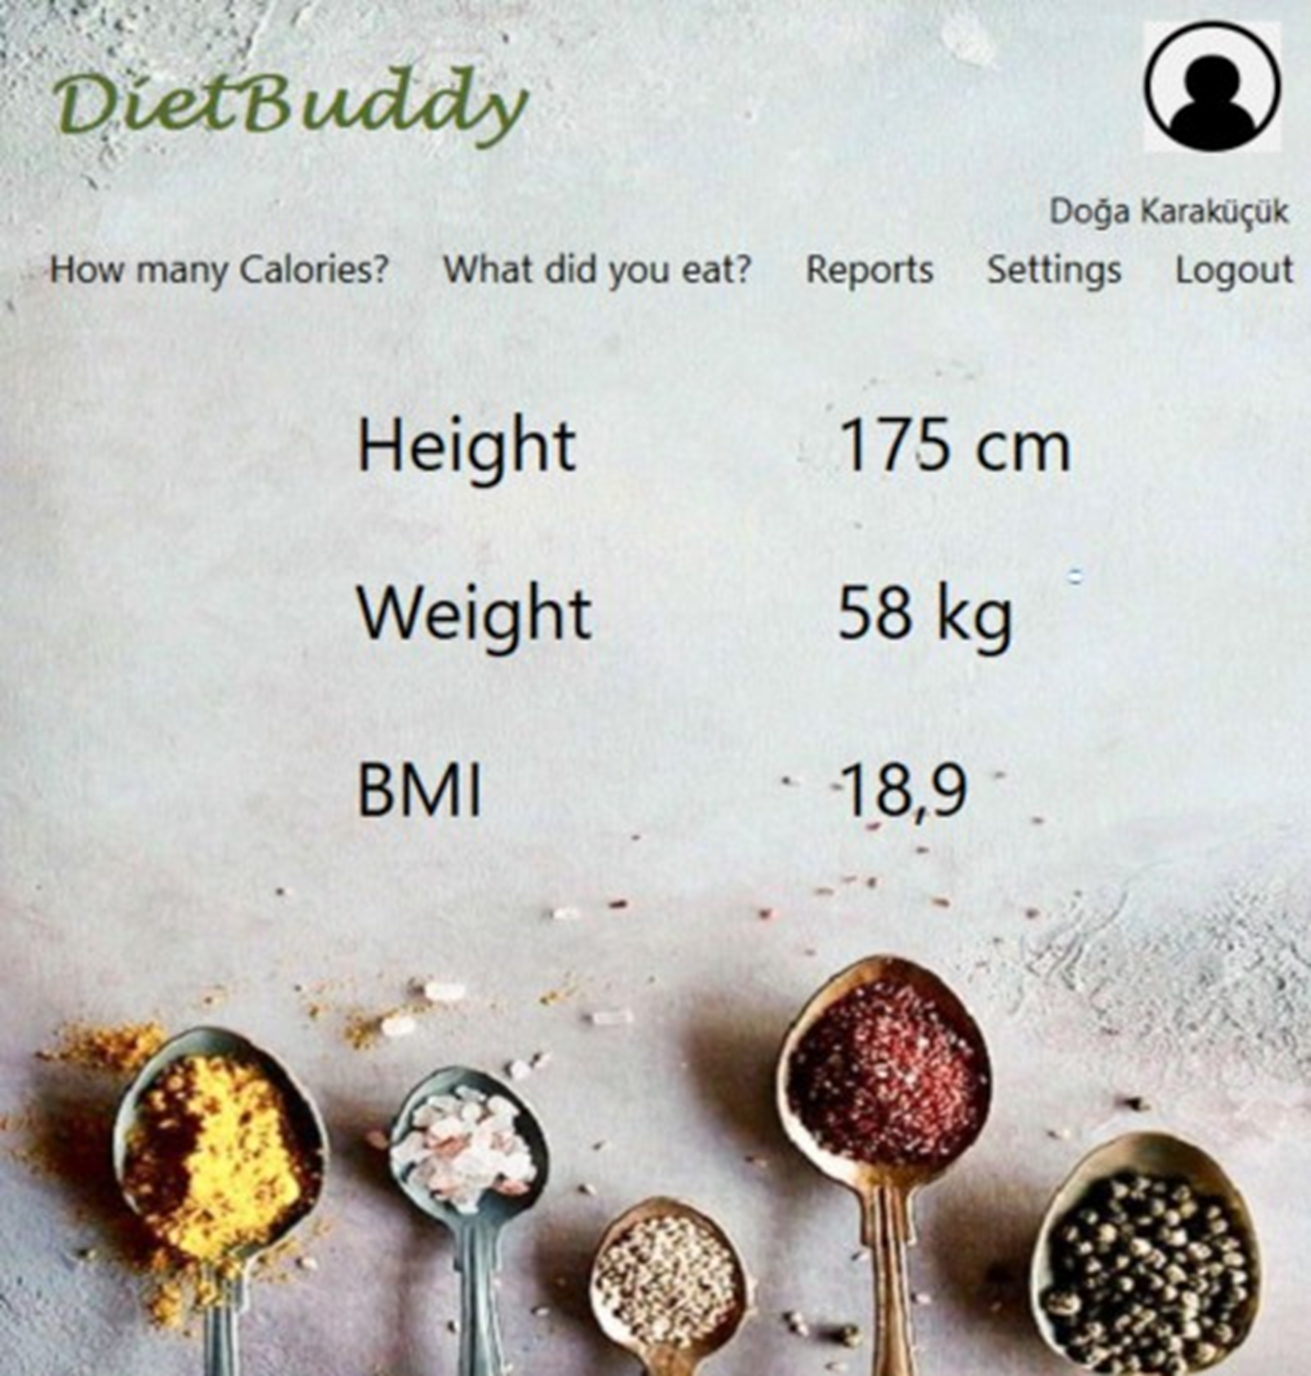 DietBuddy
Doğa Karaküçük
How many Calories? What did you eat? Reports Settings Logout
Height 175 cm
Weight 58 kg
BMI 18,9